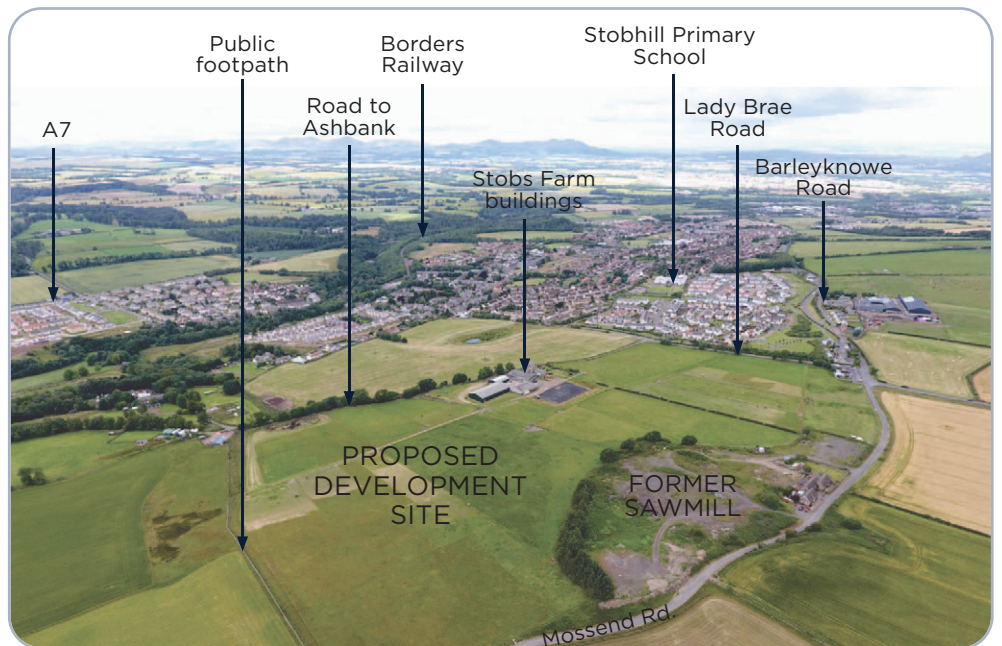 Public
footpath
Borders
Railway
Stobhill Primary
School
A7
Road to
Ashbank
Lady Brae
Road
Stobs Farm
buildings
Barleyknowe
Road
PROPOSED
DEVELOPMENT
SITE
FORMER
SAWMILL
Mossend Rd.